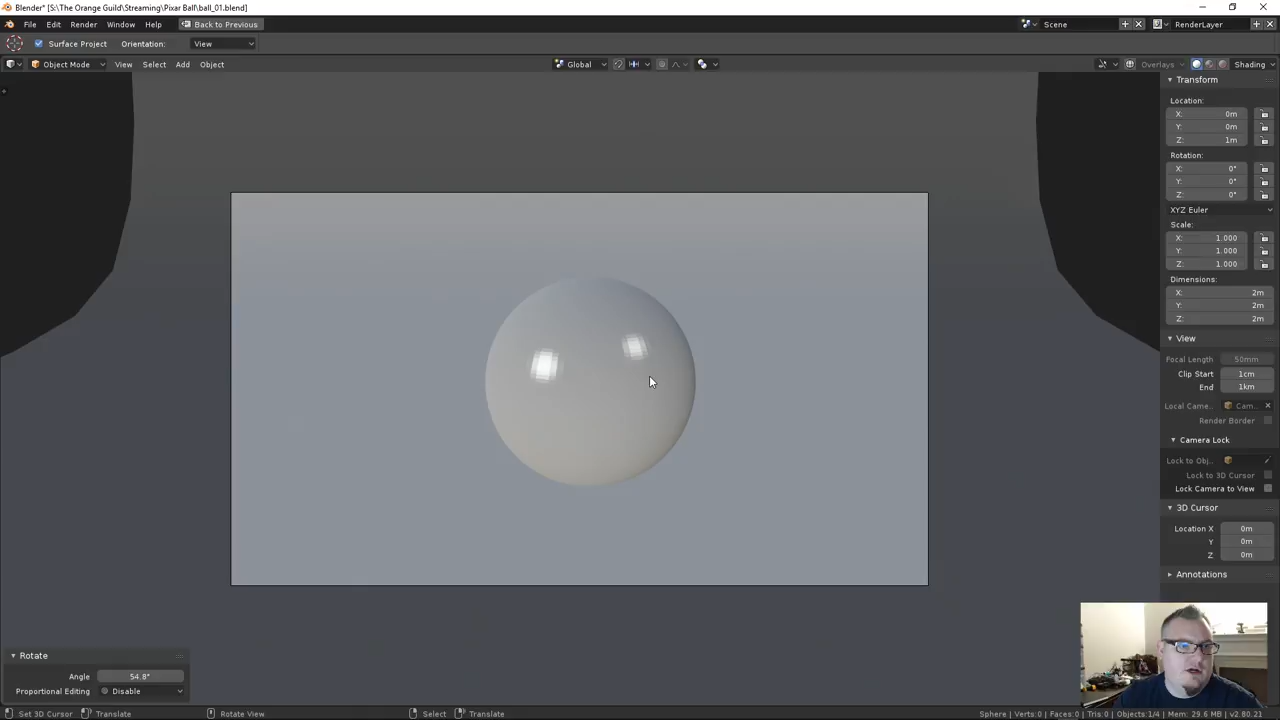 Blender* [S:\The Orange Guild\Streaming\Pixar Ball\ball_01.blend]
File Edit Render Window Help Back to Previous Scene RenderLayer
Surface Project Orientation: View
Object Mode View Select Add Object Global Overlays Shading
Transform
Location:
X: 0m
Y: 0m
Z: 1m
Rotation:
X: 0°
Y: 0°
Z: 0°
XYZ Euler
Scale:
X: 1.000
Y: 1.000
Z: 1.000
Dimensions:
X: 2m
Y: 2m
Z: 2m
View
Focal Length 50mm
Clip Start 1cm
End 1km
Local Came.. Cam..
Render Border
Camera Lock
Lock to Obj..
Lock to 3D Cursor
Lock Camera to View
3D Cursor
Location X 0m
Y 0m
Z 0m
Annotations
Rotate
Angle 54.8°
Proportional Editing Disable
Set 3D Cursor Translate Rotate View Select Translate Sphere | Verts:0 | Faces:0 | Tris:0 | Objects:1/4 | Mem: 29.6 MB | v2.80.21